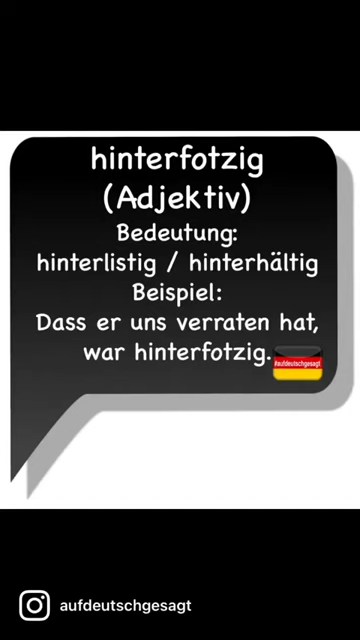 hinterfotzig
(Adjektiv)
Bedeutung:
hinterlistig / hinterhältig
Beispiel:
Dass er uns verraten hat,
war hinterfotzig.
#aufdeutschgesagt
aufdeutschgesagt